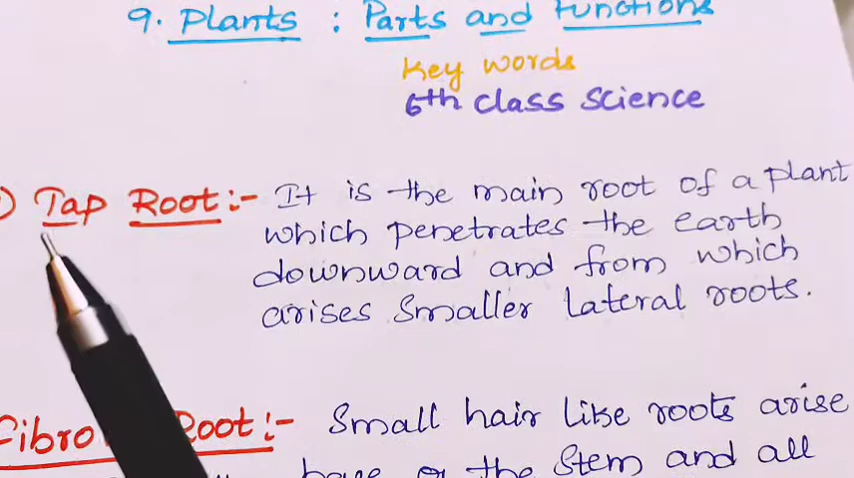 9. Plants : Parts and Functions
Key words
6th class science
Tap Root:- It is the main root of a plant
which penetrates the earth
downward and from which
arises smaller lateral roots.
Root:- Small hair like roots arise
the stem and all